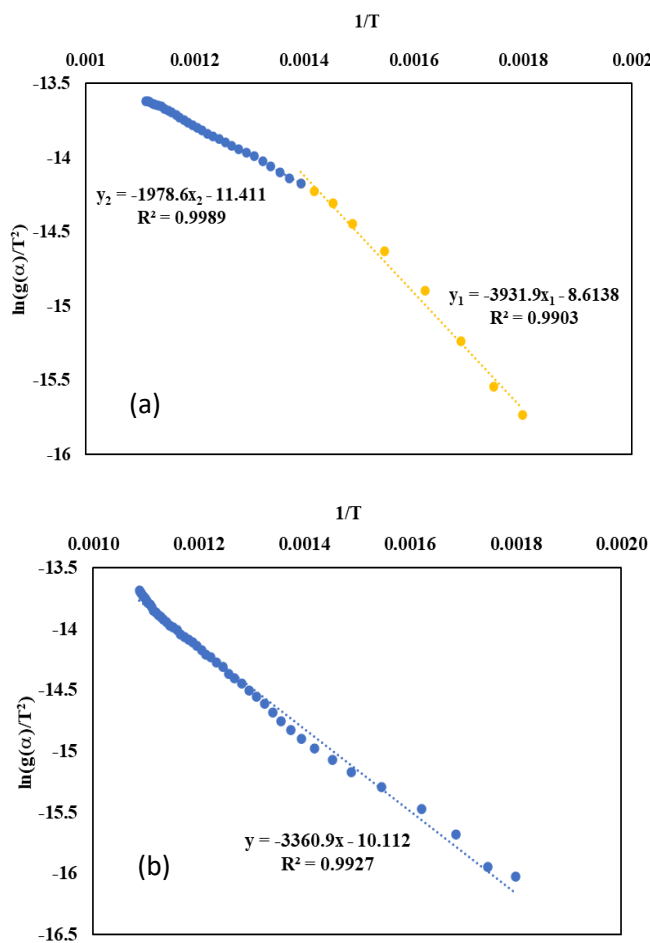 1/T
0.001 0.0012 0.0014 0.0016 0.0018 0.002
-13.5
-14
-14.5
-15
-15.5
-16
ln(g(α)/T²)
y₂ = -1978.6x₂ - 11.411
R² = 0.9989
y₁ = -3931.9x₁ - 8.6138
R² = 0.9903
(a)
1/T
0.0010 0.0012 0.0014 0.0016 0.0018 0.0020
-13.5
-14
-14.5
-15
-15.5
-16
-16.5
ln(g(α)/T²)
y = -3360.9x - 10.112
R² = 0.9927
(b)